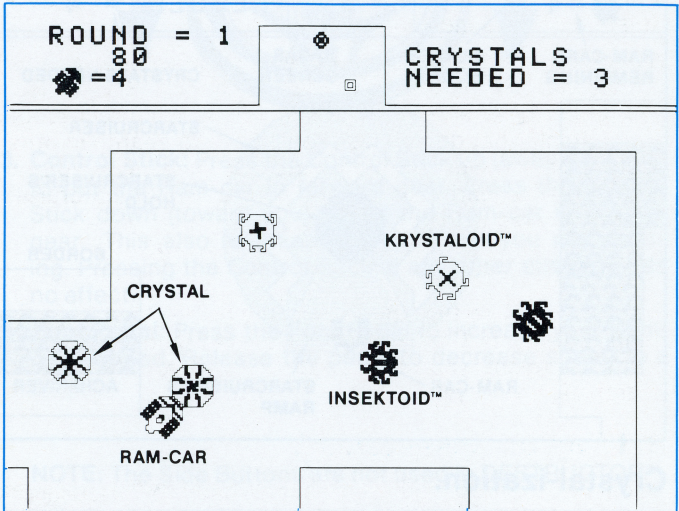 ROUND = 1
80
= 4
CRYSTALS
NEEDED = 3
KRYSTALOID™
CRYSTAL
INSEKTOID™
RAM-CAR